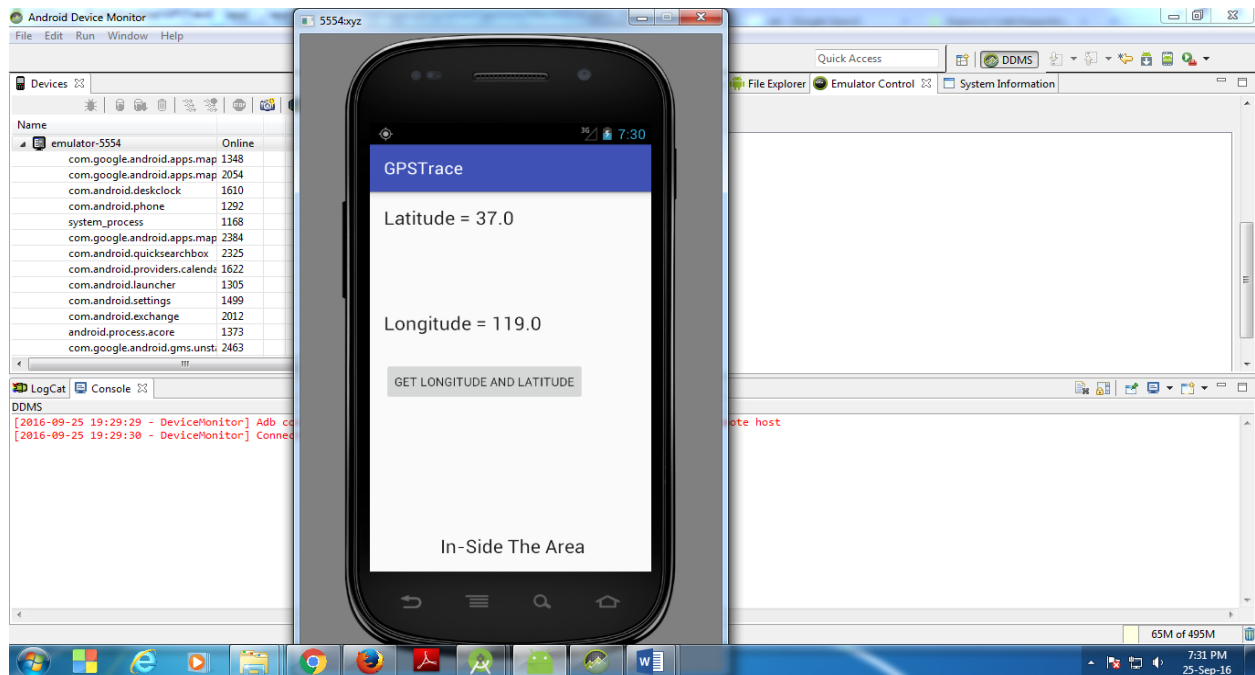 Android Device Monitor
File Edit Run Window Help
Quick Access
DDMS
Devices
Name
emulator-5554 Online
com.google.android.apps.map 1348
com.google.android.apps.map 2054
com.android.deskclock 1610
com.android.phone 1292
system_process 1168
com.google.android.apps.map 2384
com.android.quicksearchbox 2325
com.android.providers.calenda 1622
com.android.launcher 1305
com.android.settings 1499
com.android.exchange 2012
android.process.acore 1373
com.google.android.gms.unst 2463
5554:xyz
3G 7:30
GPSTrace
Latitude = 37.0
Longitude = 119.0
GET LONGITUDE AND LATITUDE
In-Side The Area
File Explorer Emulator Control System Information
LogCat Console
DDMS
[2016-09-25 19:29:29 - DeviceMonitor] Adb co ote host
[2016-09-25 19:29:30 - DeviceMonitor] Connec
65M of 495M
7:31 PM
25-Sep-16